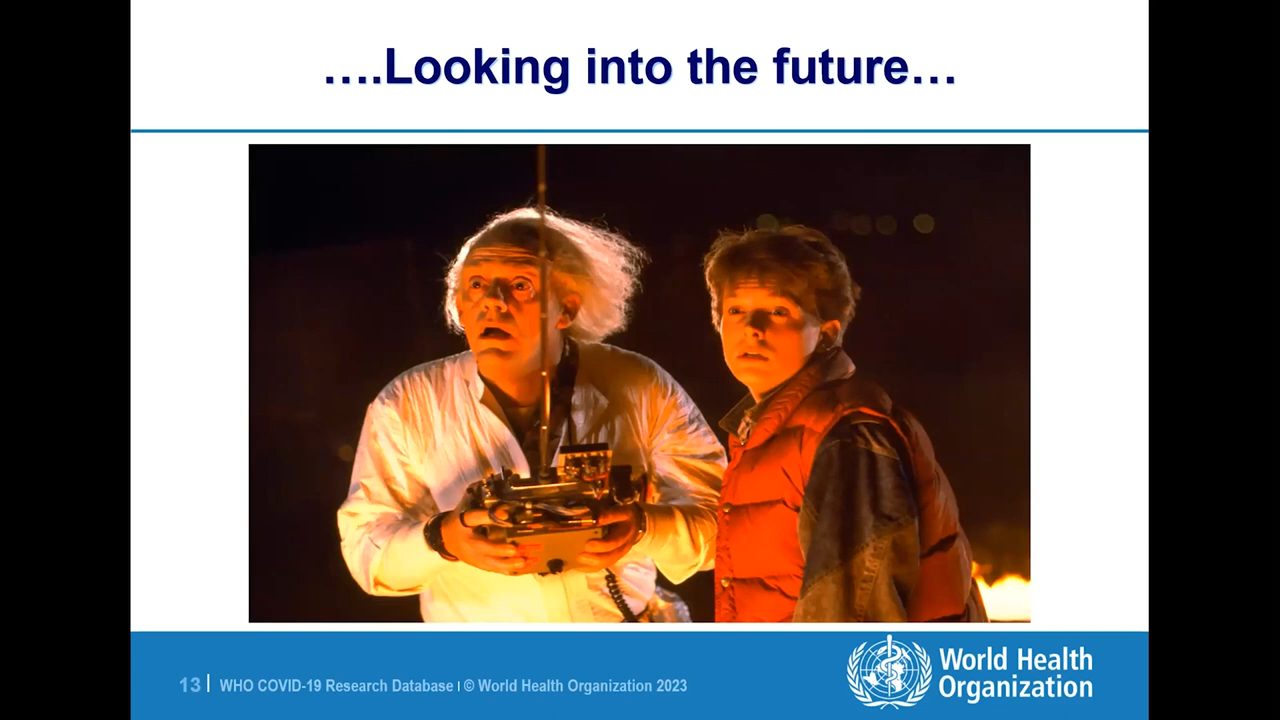 ….Looking into the future…
13 | WHO COVID-19 Research Database | © World Health Organization 2023
World Health
Organization